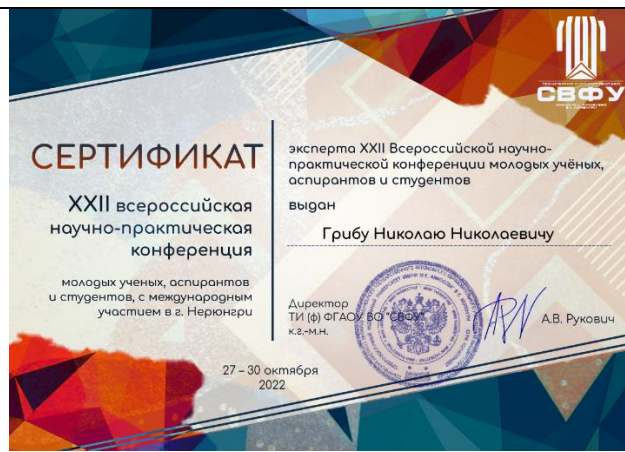 СВФУ
СЕРТИФИКАТ
XXII всероссийская
научно-практическая
конференция
молодых ученых, аспирантов
и студентов, с международным
участием в г. Нерюнгри
27 – 30 октября
2022
эксперта XXII Всероссийской научно-
практической конференции молодых учёных,
аспирантов и студентов
выдан
Грибу Николаю Николаевичу
Директор
ТИ (ф) ФГАОУ ВО "СВФУ"
к.г.-м.н.
А.В. Рукович